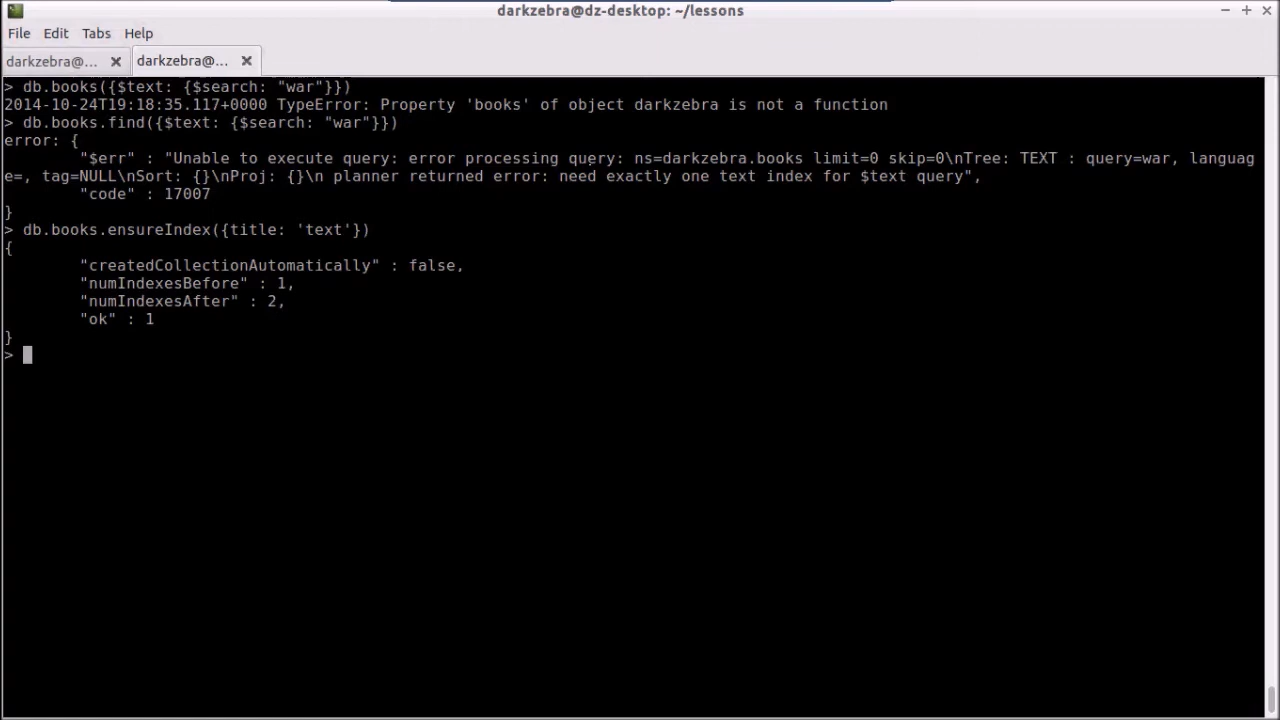 darkzebra@dz-desktop: ~/lessons
File Edit Tabs Help
darkzebra@... darkzebra@...
> db.books({$text: {$search: "war"}})
2014-10-24T19:18:35.117+0000 TypeError: Property 'books' of object darkzebra is not a function
> db.books.find({$text: {$search: "war"}})
error: {
        "$err" : "Unable to execute query: error processing query: ns=darkzebra.books limit=0 skip=0\nTree: TEXT : query=war, languag
e=, tag=NULL\nSort: {}\nProj: {}\n planner returned error: need exactly one text index for $text query",
        "code" : 17007
}
> db.books.ensureIndex({title: 'text'})
{
        "createdCollectionAutomatically" : false,
        "numIndexesBefore" : 1,
        "numIndexesAfter" : 2,
        "ok" : 1
}
>